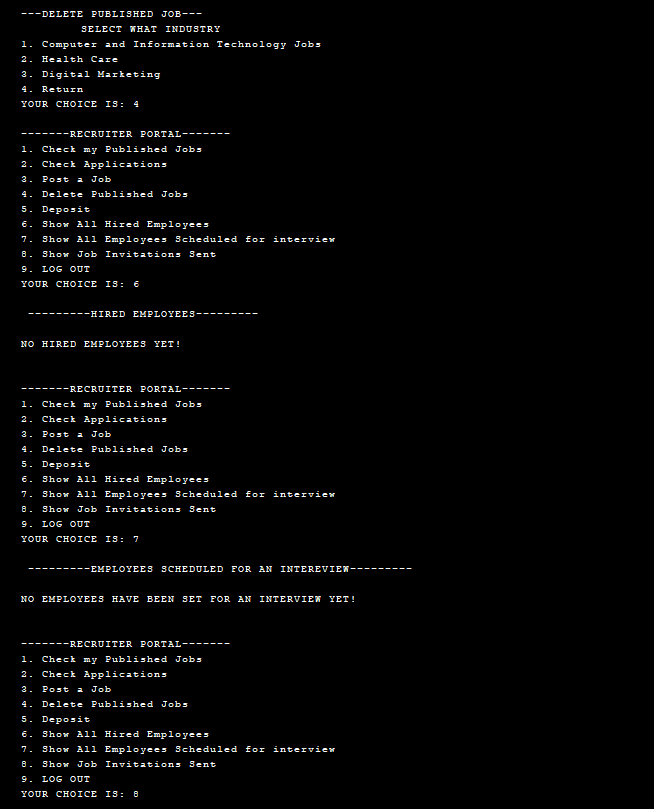 ---DELETE PUBLISHED JOB---
SELECT WHAT INDUSTRY
1. Computer and Information Technology Jobs
2. Health Care
3. Digital Marketing
4. Return
YOUR CHOICE IS: 4
-------RECRUITER PORTAL-------
1. Check my Published Jobs
2. Check Applications
3. Post a Job
4. Delete Published Jobs
5. Deposit
6. Show All Hired Employees
7. Show All Employees Scheduled for interview
8. Show Job Invitations Sent
9. LOG OUT
YOUR CHOICE IS: 6
---------HIRED EMPLOYEES---------
NO HIRED EMPLOYEES YET!
-------RECRUITER PORTAL-------
1. Check my Published Jobs
2. Check Applications
3. Post a Job
4. Delete Published Jobs
5. Deposit
6. Show All Hired Employees
7. Show All Employees Scheduled for interview
8. Show Job Invitations Sent
9. LOG OUT
YOUR CHOICE IS: 7
---------EMPLOYEES SCHEDULED FOR AN INTEREVIEW---------
NO EMPLOYEES HAVE BEEN SET FOR AN INTERVIEW YET!
-------RECRUITER PORTAL-------
1. Check my Published Jobs
2. Check Applications
3. Post a Job
4. Delete Published Jobs
5. Deposit
6. Show All Hired Employees
7. Show All Employees Scheduled for interview
8. Show Job Invitations Sent
9. LOG OUT
YOUR CHOICE IS: 8